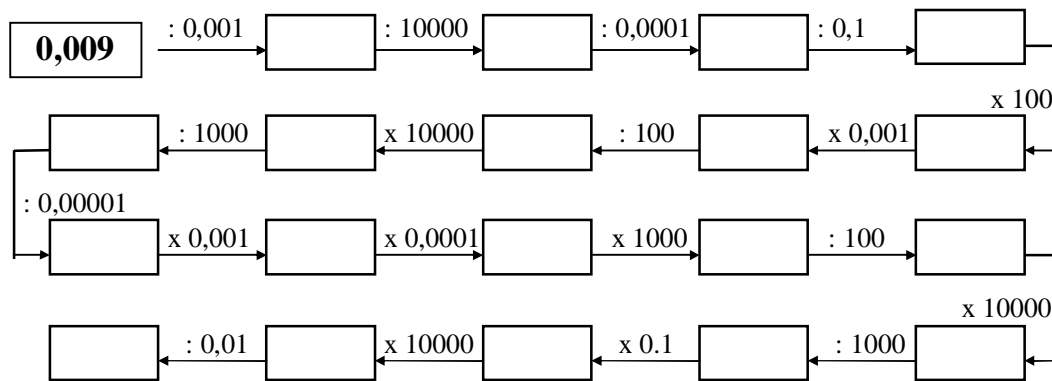 : 0,001 : 10000 : 0,0001 : 0,1
0,009
x 100
: 1000 x 10000 : 100 x 0,001
: 0,00001
x 0,001 x 0,0001 x 1000 : 100
x 10000
: 0,01 x 10000 x 0.1 : 1000